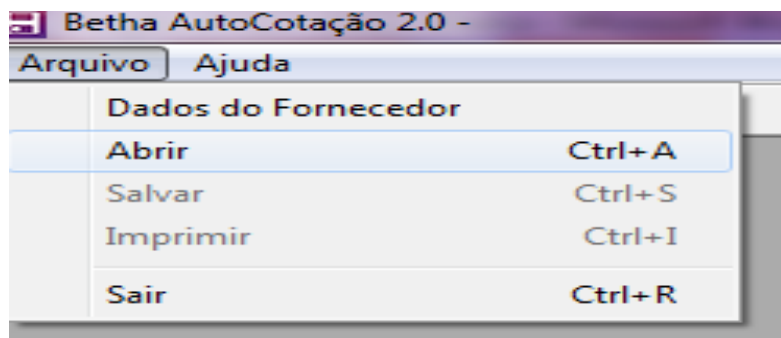 Betha AutoCotação 2.0 -
Arquivo Ajuda
Dados do Fornecedor
Abrir Ctrl+A
Salvar Ctrl+S
Imprimir Ctrl+I
Sair Ctrl+R